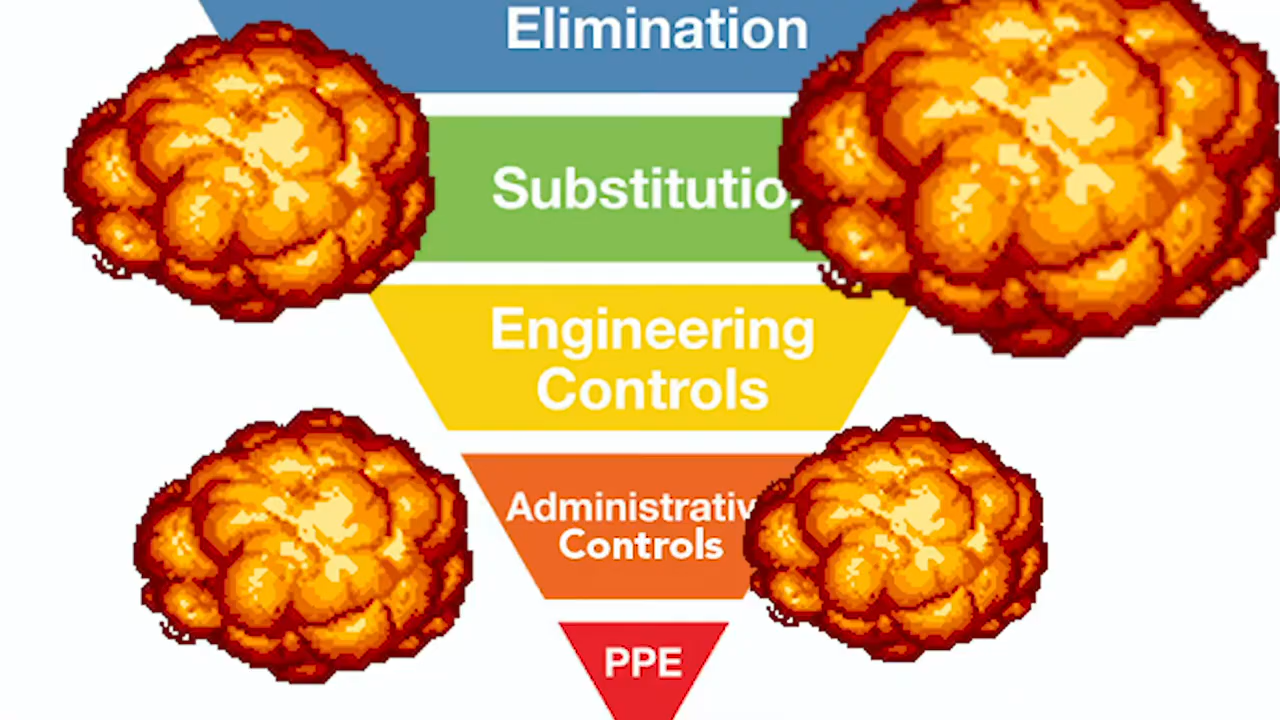 Elimination
Substitutio
Engineering
Controls
Administrativ
Controls
PPE